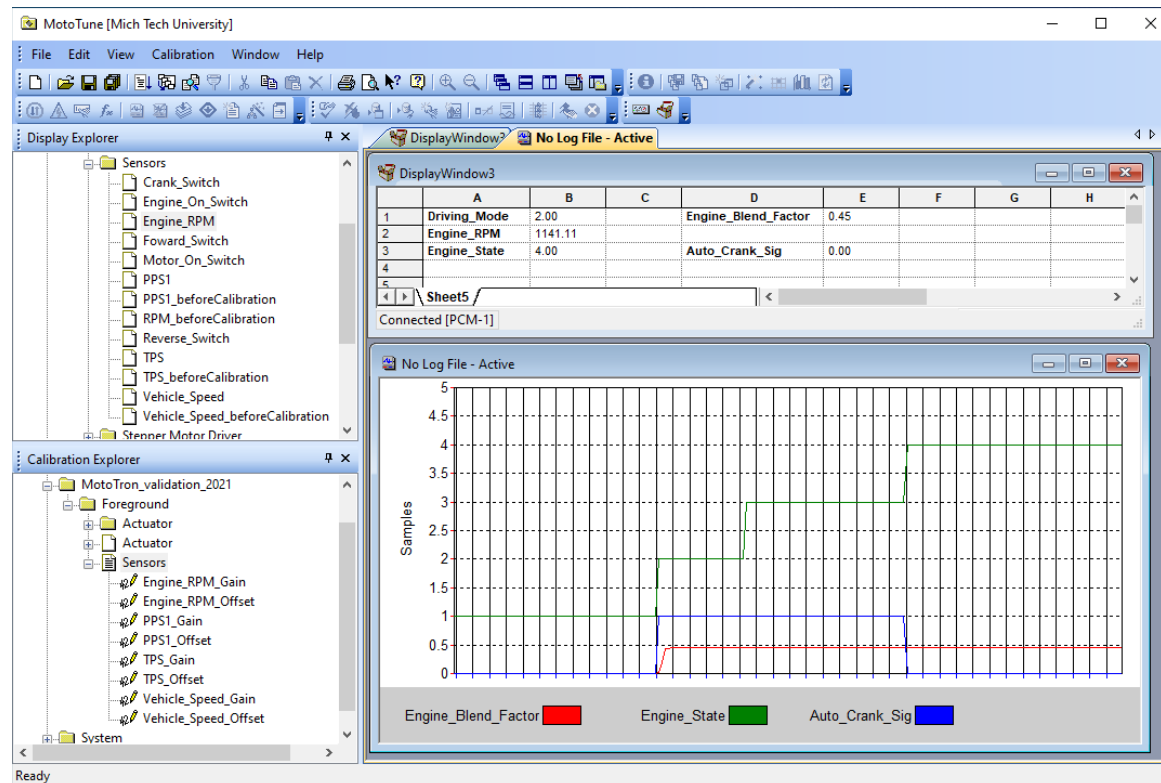 MotoTune [Mich Tech University]
File Edit View Calibration Window Help
Display Explorer
Sensors
Crank_Switch
Engine_On_Switch
Engine_RPM
Foward_Switch
Motor_On_Switch
PPS1
PPS1_beforeCalibration
RPM_beforeCalibration
Reverse_Switch
TPS
TPS_beforeCalibration
Vehicle_Speed
Vehicle_Speed_beforeCalibration
Stepper Motor Driver
Calibration Explorer
MotoTron_validation_2021
Foreground
Actuator
Actuator
Sensors
Engine_RPM_Gain
Engine_RPM_Offset
PPS1_Gain
PPS1_Offset
TPS_Gain
TPS_Offset
Vehicle_Speed_Gain
Vehicle_Speed_Offset
System
Ready
DisplayWindow3 No Log File - Active
DisplayWindow3
A B C D E F G H
1 Driving_Mode 2.00 Engine_Blend_Factor 0.45
2 Engine_RPM 1141.11
3 Engine_State 4.00 Auto_Crank_Sig 0.00
4
5
Sheet5
Connected [PCM-1]
No Log File - Active
5
4.5
4
3.5
3
2.5
2
1.5
1
0.5
0
Samples
Engine_Blend_Factor Engine_State Auto_Crank_Sig